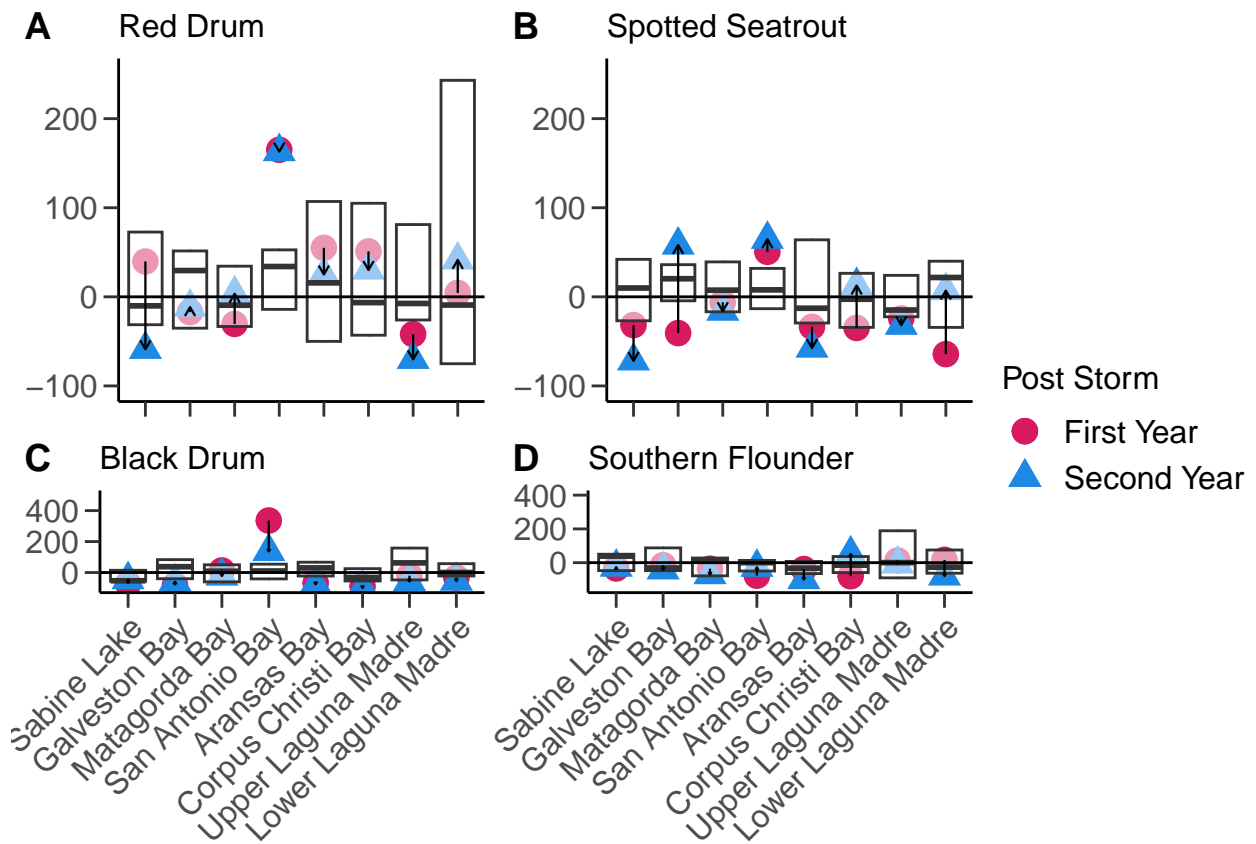 A Red Drum
B Spotted Seatrout
200
100
0
−100
200
100
0
−100
Post Storm
First Year
Second Year
C Black Drum
D Southern Flounder
400
200
0
400
200
0
Sabine Lake
Galveston Bay
Matagorda Bay
San Antonio Bay
Aransas Bay
Corpus Christi Bay
Upper Laguna Madre
Lower Laguna Madre
Sabine Lake
Galveston Bay
Matagorda Bay
San Antonio Bay
Aransas Bay
Corpus Christi Bay
Upper Laguna Madre
Lower Laguna Madre